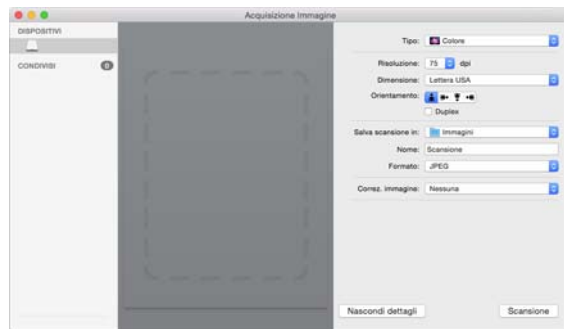 Acquisizione Immagine
DISPOSITIVI
CONDIVISI 0
Tipo: Colore
Risoluzione: 75 dpi
Dimensione: Lettera USA
Orientamento:
Duplex
Salva scansione in: Immagini
Nome: Scansione
Formato: JPEG
Correz. immagine: Nessuna
Nascondi dettagli Scansione